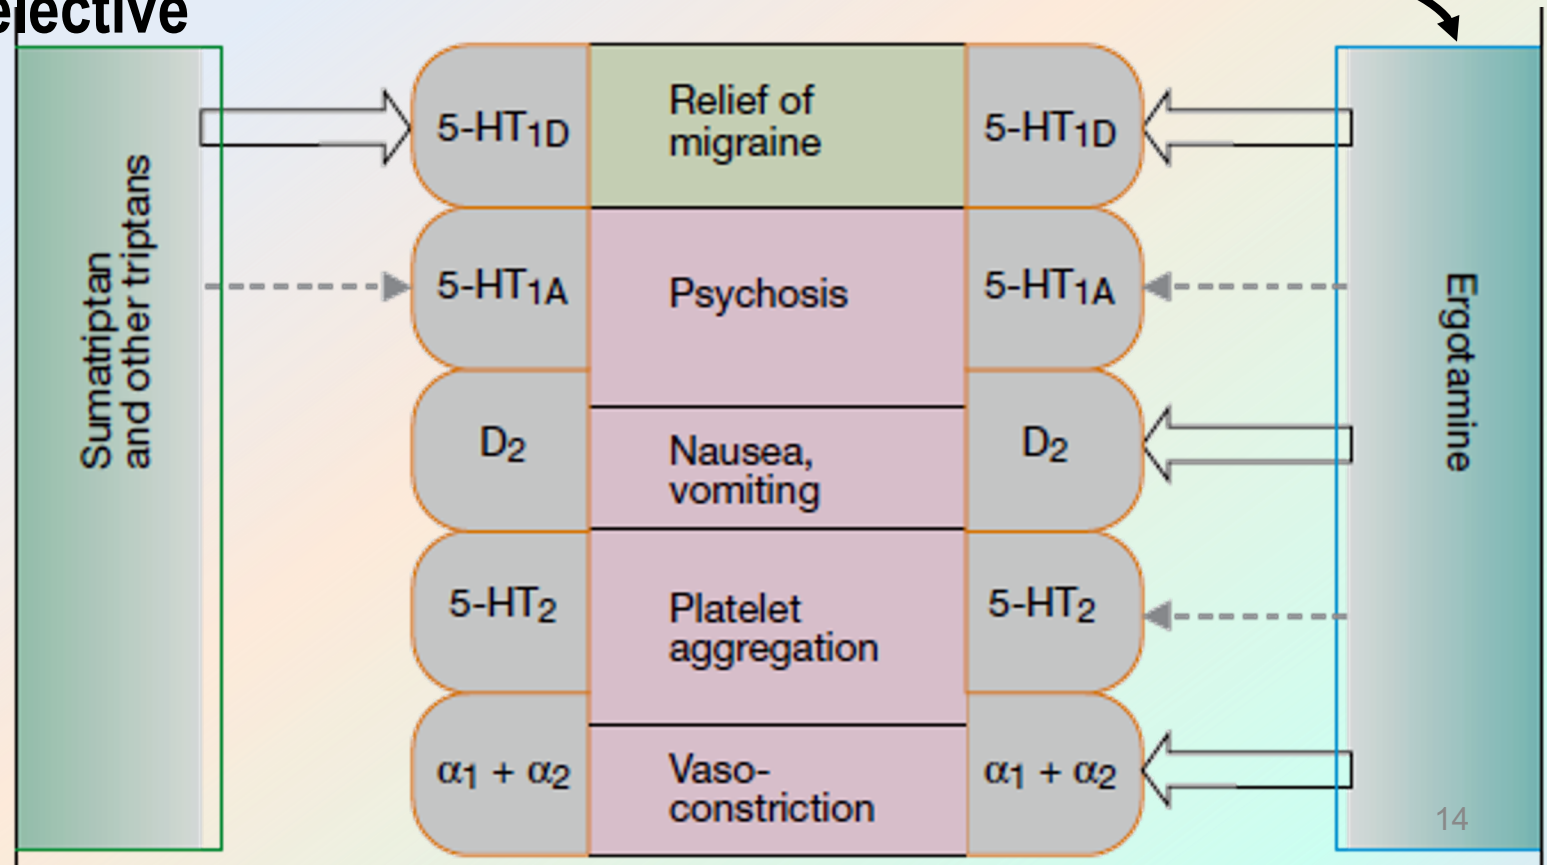 elective
Sumatriptan
and other triptans
5-HT1D
Relief of
migraine
5-HT1D
5-HT1A
Psychosis
5-HT1A
D2
Nausea,
vomiting
D2
5-HT2
Platelet
aggregation
5-HT2
α1 + α2
Vaso-
constriction
α1 + α2
Ergotamine
14